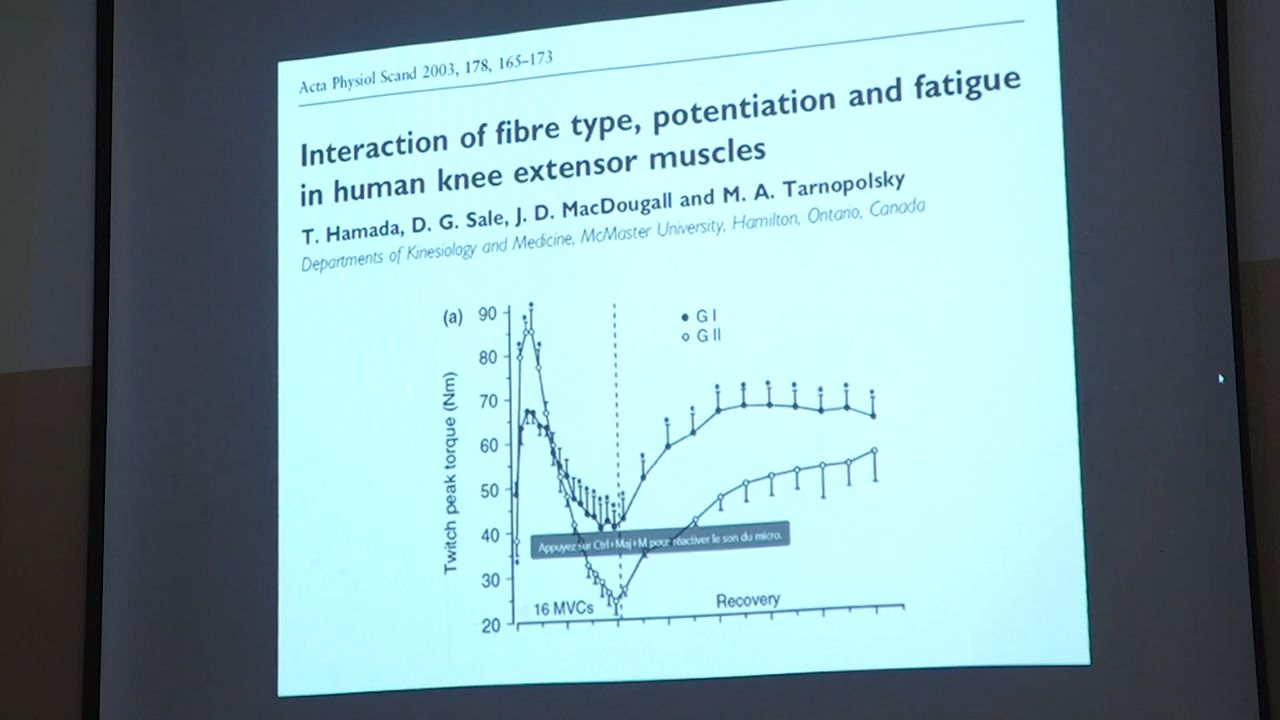 Acta Physiol Scand 2003, 178, 165–173
Interaction of fibre type, potentiation and fatigue
in human knee extensor muscles
T. Hamada, D. G. Sale, J. D. MacDougall and M. A. Tarnopolsky
Departments of Kinesiology and Medicine, McMaster University, Hamilton, Ontario, Canada
(a)
90
80
70
60
50
40
30
20
Twitch peak torque (Nm)
G I
G II
Appuyez sur Ctrl+Maj+M pour réactiver le son du micro.
16 MVCs
Recovery